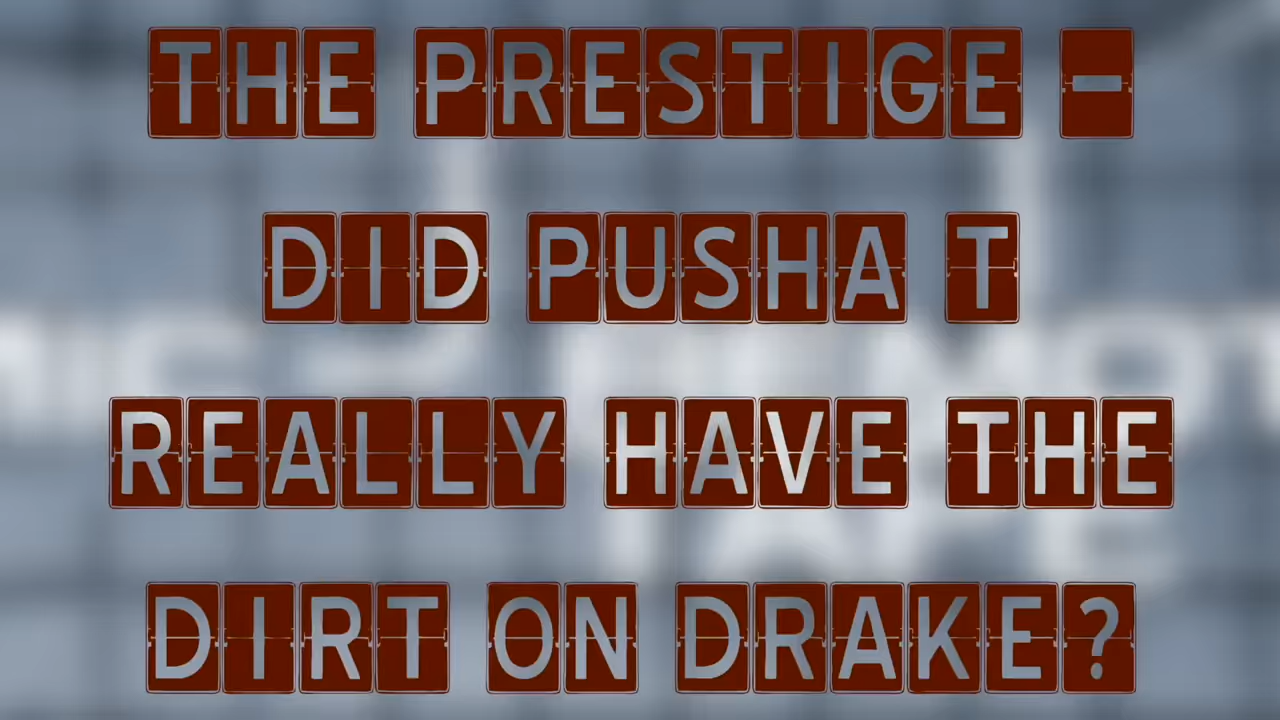 THE PRESTIGE -
DID PUSHA T
REALLY HAVE THE
DIRT ON DRAKE?